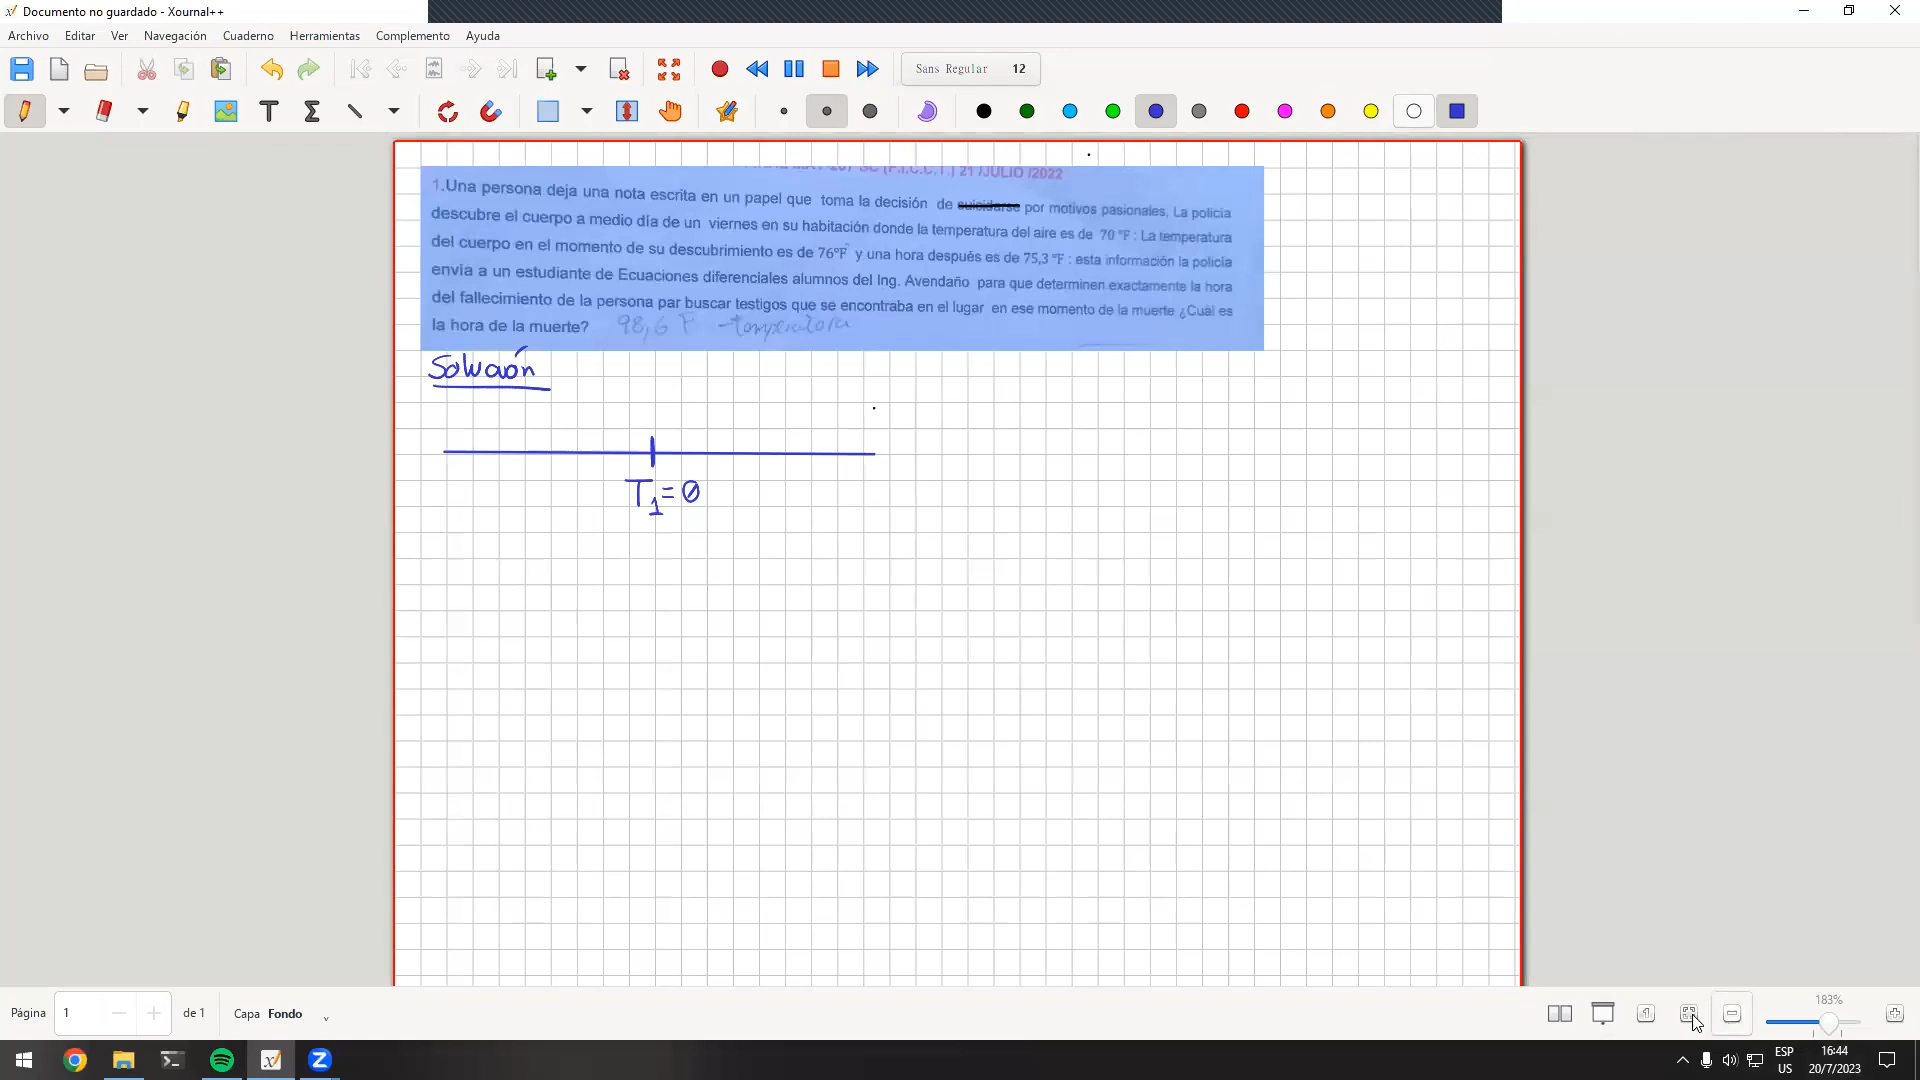 Documento no guardado - Xournal++
Archivo Editar Ver Navegación Cuaderno Herramientas Complemento Ayuda
Sans Regular 12
21 /JULIO /2022
1.Una persona deja una nota escrita en un papel que toma la decisión de suicidarse por motivos pasionales, La policia
descubre el cuerpo a medio día de un viernes en su habitación donde la temperatura del aire es de 70 °F : La temperatura
del cuerpo en el momento de su descubrimiento es de 76°F y una hora después es de 75,3 °F : esta información la policía
envía a un estudiante de Ecuaciones diferenciales alumnos del Ing. Avendaño para que determinen exactamente la hora
del fallecimiento de la persona par buscar testigos que se encontraba en el lugar en ese momento de la muerte ¿Cuál es
la hora de la muerte? 98,6 F -temperatura
Solución
T1=0
Página 1 de 1 Capa Fondo 183%
ESP 16:44
US 20/7/2023